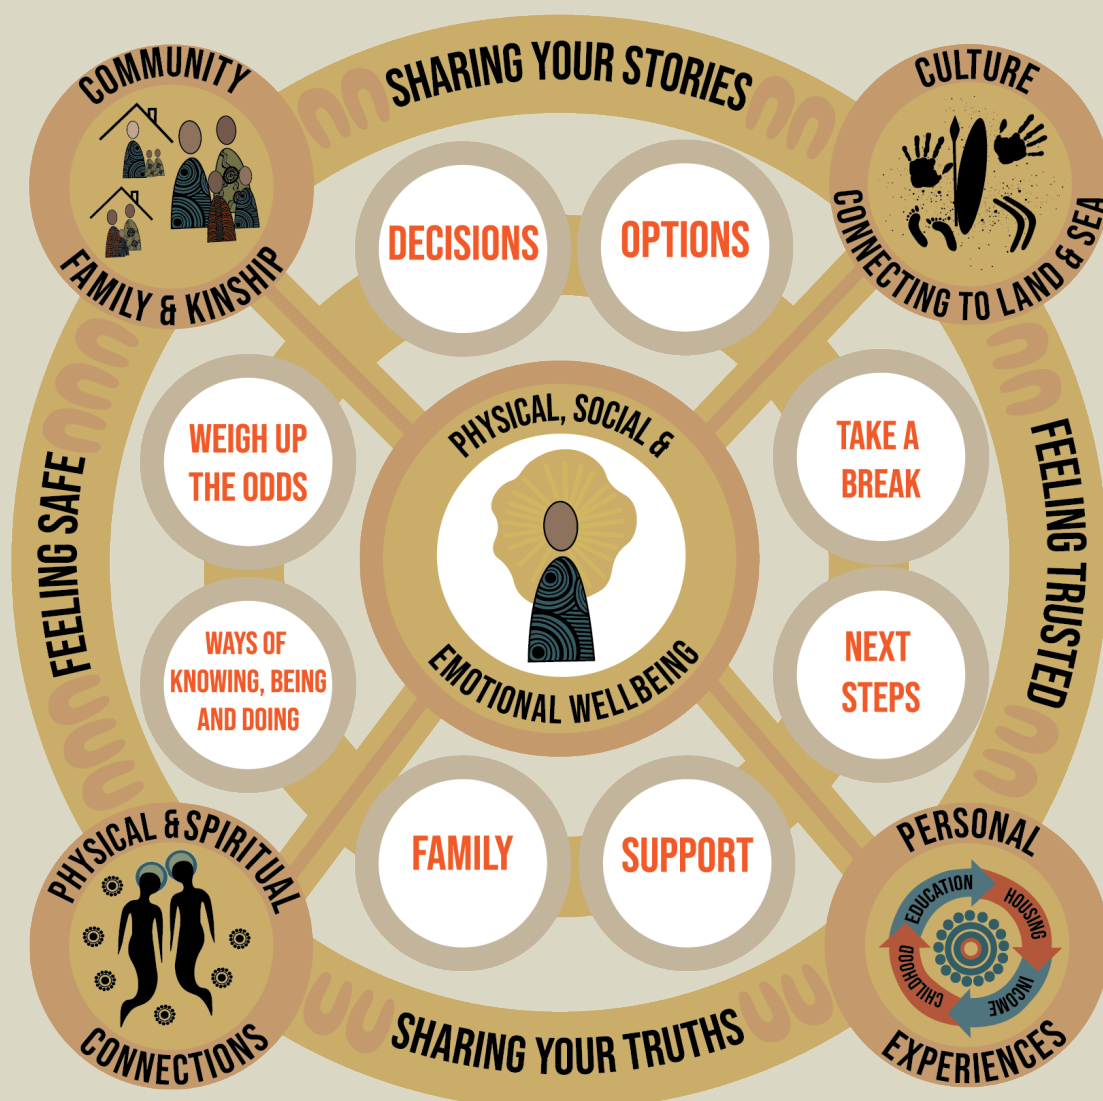 SHARING YOUR STORIES
COMMUNITY
FAMILY & KINSHIP
CULTURE
CONNECTING TO LAND & SEA
DECISIONS
OPTIONS
WEIGH UP
THE ODDS
TAKE A
BREAK
PHYSICAL, SOCIAL &
EMOTIONAL WELLBEING
FEELING SAFE
FEELING TRUSTED
WAYS OF
KNOWING, BEING
AND DOING
NEXT
STEPS
FAMILY
SUPPORT
PHYSICAL & SPIRITUAL
CONNECTIONS
PERSONAL
EXPERIENCES
EDUCATION
HOUSING
INCOME
CHILDHOOD
SHARING YOUR TRUTHS